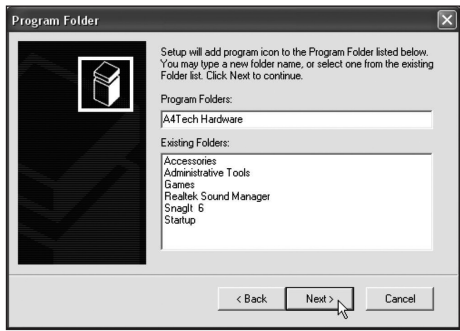 Program Folder
Setup will add program icon to the Program Folder listed below.
You may type a new folder name, or select one from the existing
Folder list. Click Next to continue.
Program Folders:
A4Tech Hardware
Existing Folders:
Accessories
Administrative Tools
Games
Realtek Sound Manager
SnagIt 6
Startup
< Back Next > Cancel